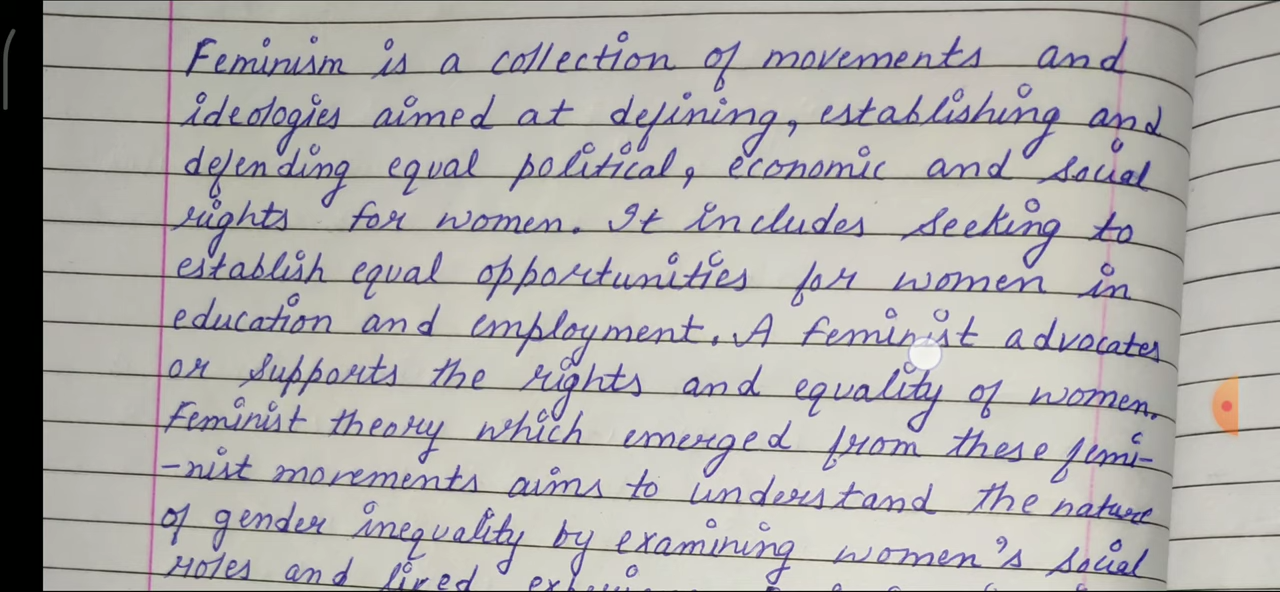 Feminism is a collection of movements and
ideologies aimed at defining, establishing and
defending equal political, economic and social
rights for women. It includes seeking to
establish equal opportunities for women in
education and employment. A feminist advocates
or supports the rights and equality of women.
Feminist theory which emerged from these femi-
-nist movements aims to understand the nature
of gender inequality by examining women's social
roles and lived